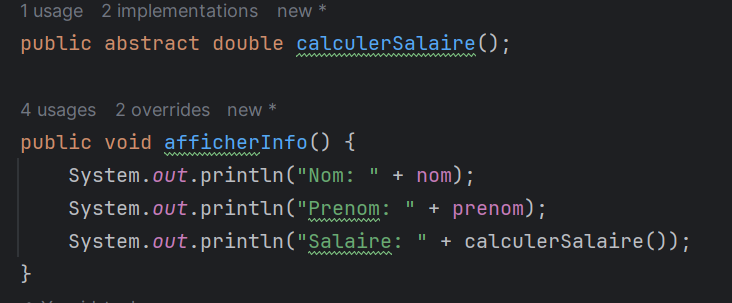 1 usage   2 implementations   new *
public abstract double calculerSalaire();
4 usages   2 overrides   new *
public void afficherInfo() {
    System.out.println("Nom: " + nom);
    System.out.println("Prenom: " + prenom);
    System.out.println("Salaire: " + calculerSalaire());
}